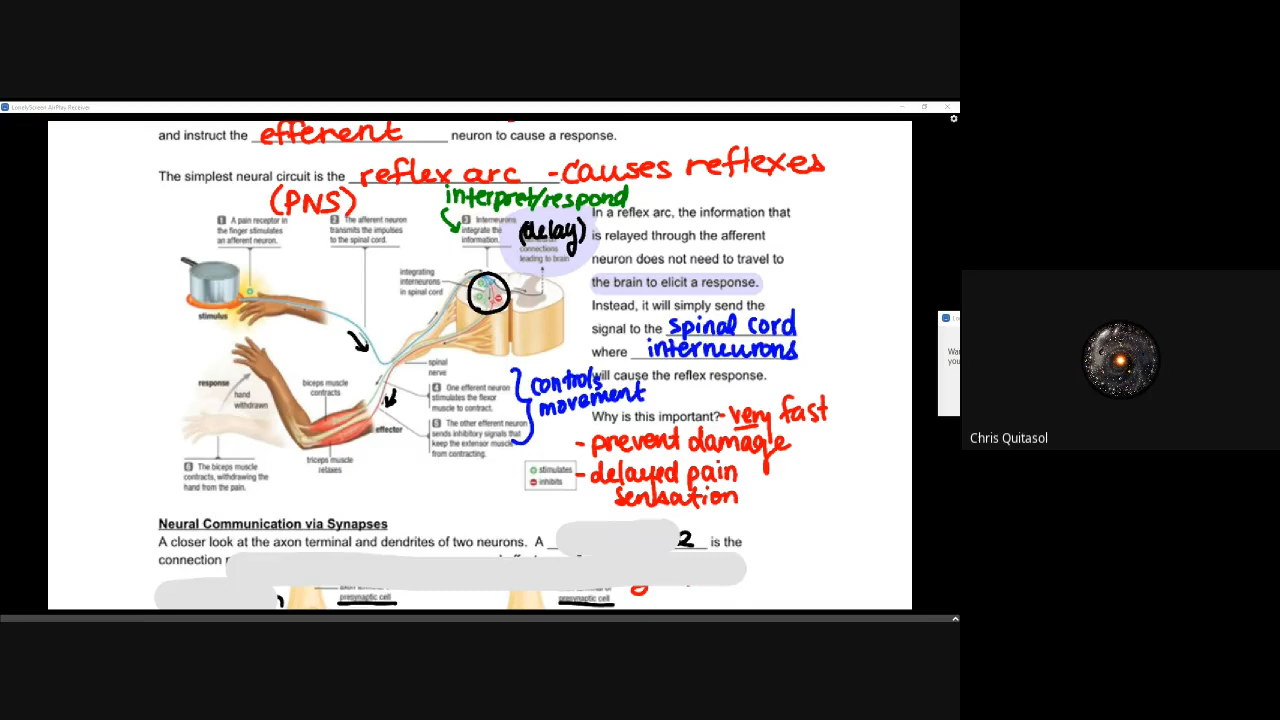 LonelyScreen AirPlay Receiver
and instruct the efferent neuron to cause a response.
The simplest neural circuit is the reflex arc - causes reflexes
(PNS)
interpret/respond
1 A pain receptor in
the finger stimulates
an afferent neuron.
2 The afferent neuron
transmits the impulses
to the spinal cord.
3 Interneurons
integrate the
information.
(delay)
connections
leading to brain
integrating
interneurons
in spinal cord
stimulus
response
hand
withdrawn
biceps muscle
contracts
spinal
nerve
4 One efferent neuron
stimulates the flexor
muscle to contract.
5 The other efferent neuron
sends inhibitory signals that
keep the extensor muscle
from contracting.
controls
movement
effector
triceps muscle
relaxes
6 The biceps muscle
contracts, withdrawing the
hand from the pain.
stimulates
inhibits
In a reflex arc, the information that
is relayed through the afferent
neuron does not need to travel to
the brain to elicit a response.
Instead, it will simply send the
signal to the spinal cord
where interneurons
will cause the reflex response.
Why is this important? - very fast
- prevent damage
- delayed pain
sensation
Neural Communication via Synapses
A closer look at the axon terminal and dendrites of two neurons. A 2 is the
connection
presynaptic cell
presynaptic cell
Chris Quitasol